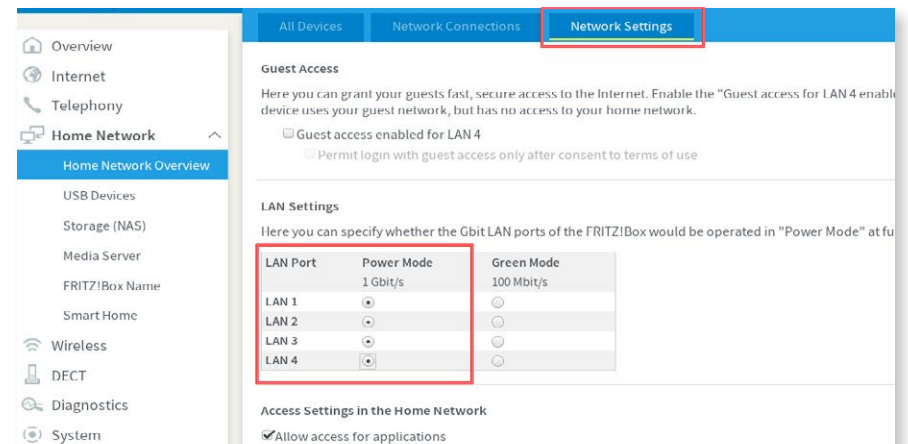 All Devices Network Connections Network Settings
Overview
Internet
Telephony
Home Network
Home Network Overview
USB Devices
Storage (NAS)
Media Server
FRITZ!Box Name
Smart Home
Wireless
DECT
Diagnostics
System
Guest Access
Here you can grant your guests fast, secure access to the Internet. Enable the "Guest access for LAN 4 enabl
device uses your guest network, but has no access to your home network.
Guest access enabled for LAN 4
Permit login with guest access only after consent to terms of use
LAN Settings
Here you can specify whether the Gbit LAN ports of the FRITZ!Box would be operated in "Power Mode" at fu
LAN Port Power Mode Green Mode
1 Gbit/s 100 Mbit/s
LAN 1
LAN 2
LAN 3
LAN 4
Access Settings in the Home Network
Allow access for applications